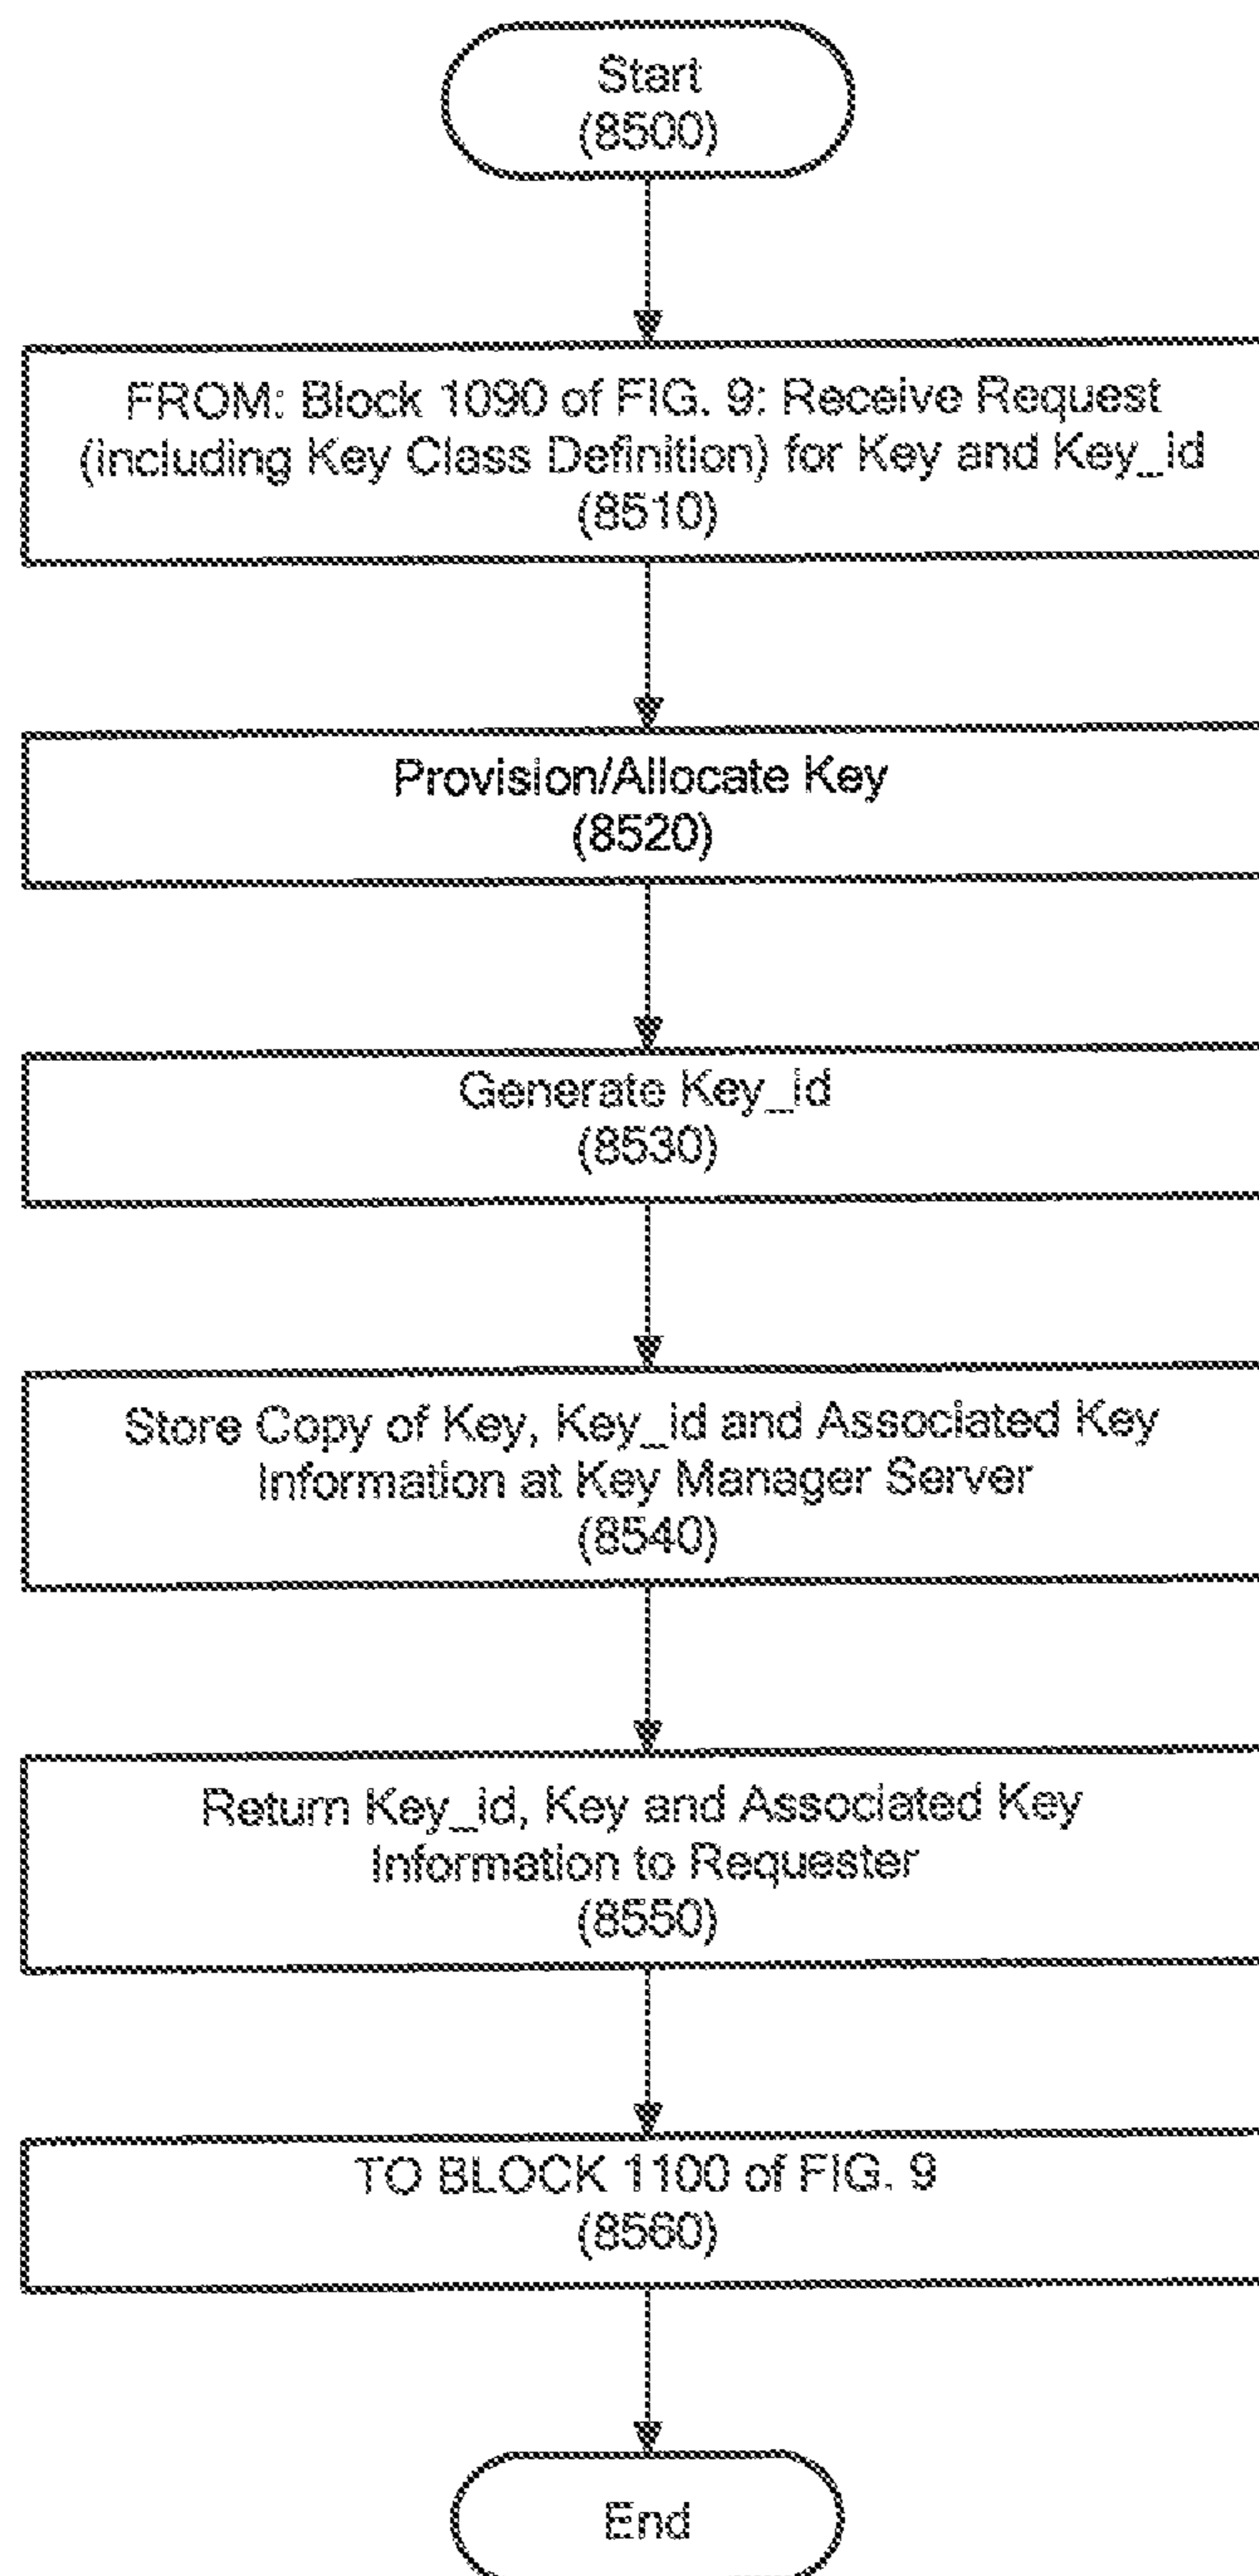 Start
(8500)
FROM: Block 1090 of FIG. 9: Receive Request
(including Key Class Definition) for Key and Key_id
(8510)
Provision/Allocate Key
(8520)
Generate Key_id
(8530)
Store Copy of Key, Key_id and Associated Key
Information at Key Manager Server
(8540)
Return Key_id, Key and Associated Key
Information to Requester
(8550)
TO BLOCK 1100 of FIG. 9
(8560)
End